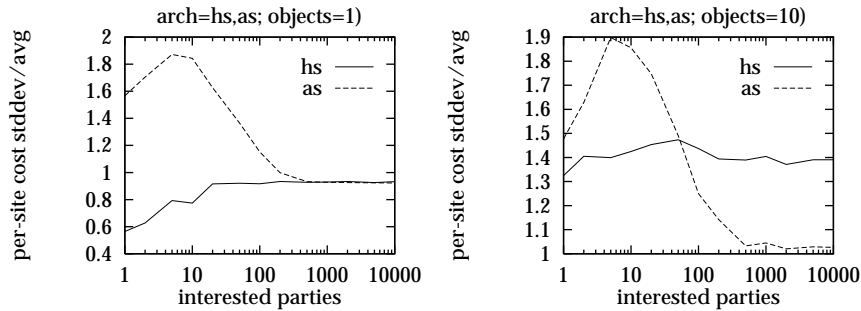 arch=hs,as; objects=1)
per-site cost stddev/avg
2
1.8
1.6
1.4
1.2
1
0.8
0.6
0.4
hs
as
1 10 100 1000 10000
interested parties
arch=hs,as; objects=10)
per-site cost stddev/avg
1.9
1.8
1.7
1.6
1.5
1.4
1.3
1.2
1.1
1
hs
as
1 10 100 1000 10000
interested parties